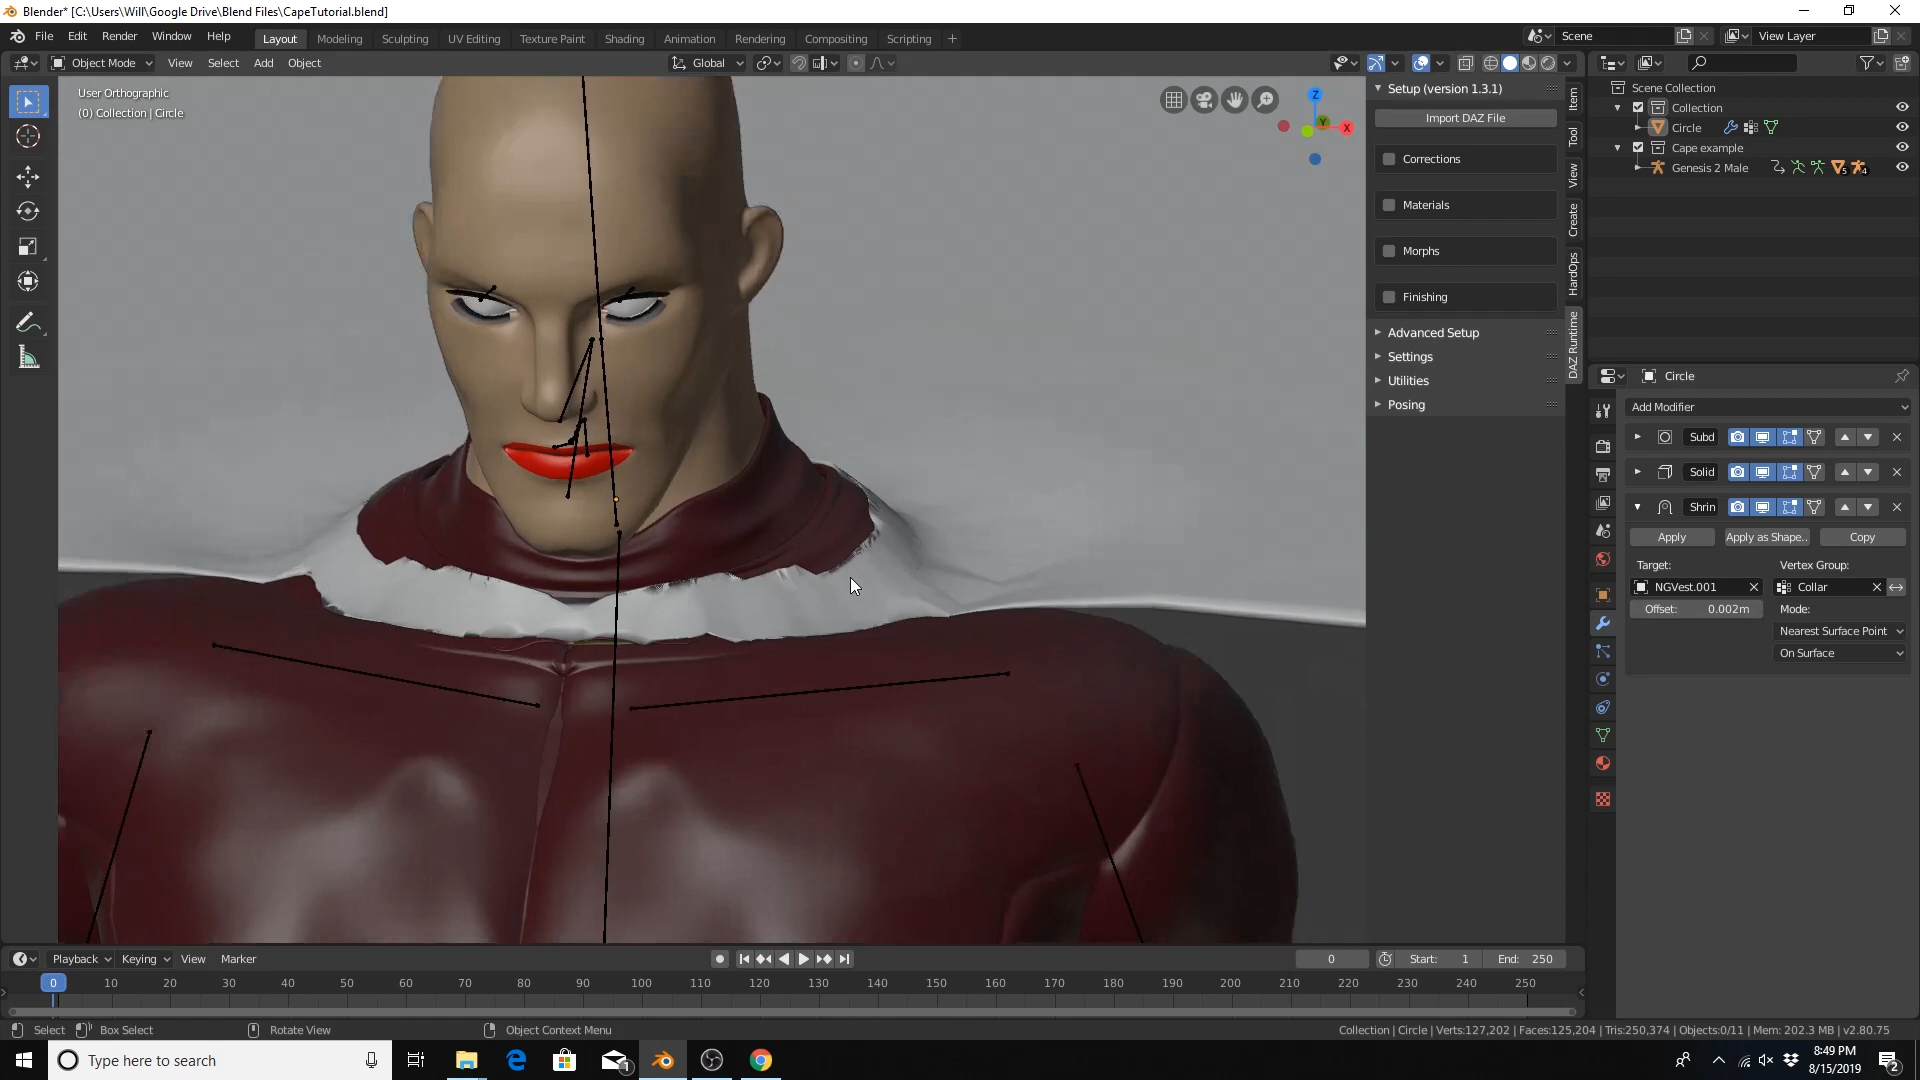 Blender* [C:\Users\Will\Google Drive\Blend Files\CapeTutorial.blend]
File Edit Render Window Help
Layout Modeling Sculpting UV Editing Texture Paint Shading Animation Rendering Compositing Scripting +
Scene
View Layer
Object Mode View Select Add Object
Global
User Orthographic
(0) Collection | Circle
Z
Y
X
Setup (version 1.3.1)
Import DAZ File
Corrections
Materials
Morphs
Finishing
Advanced Setup
Settings
Utilities
Posing
Item
Tool
View
Create
HardOps
DAZ Runtime
Scene Collection
Collection
Circle
Cape example
Genesis 2 Male
5
4
Circle
Add Modifier
Subd
Solid
Shrin
Apply Apply as Shape.. Copy
Target: Vertex Group:
NGVest.001 Collar
Offset: 0.002m Mode:
Nearest Surface Point
On Surface
Playback Keying View Marker
0 Start: 1 End: 250
0 10 20 30 40 50 60 70 80 90 100 110 120 130 140 150 160 170 180 190 200 210 220 230 240 250
Select Box Select Rotate View Object Context Menu
Collection | Circle | Verts:127,202 | Faces:125,204 | Tris:250,374 | Objects:0/11 | Mem: 202.3 MB | v2.80.75
Type here to search
1
8:49 PM
8/15/2019
2